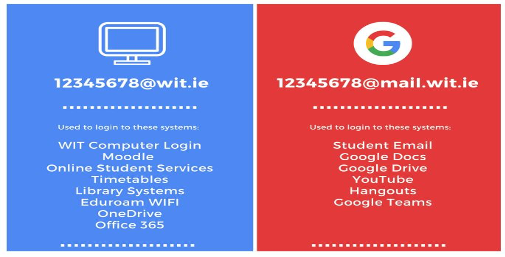 12345678@wit.ie
Used to login to these systems:
WIT Computer Login
Moodle
Online Student Services
Timetables
Library Systems
Eduroam WIFI
OneDrive
Office 365
G
12345678@mail.wit.ie
Used to login to these systems:
Student Email
Google Docs
Google Drive
YouTube
Hangouts
Google Teams